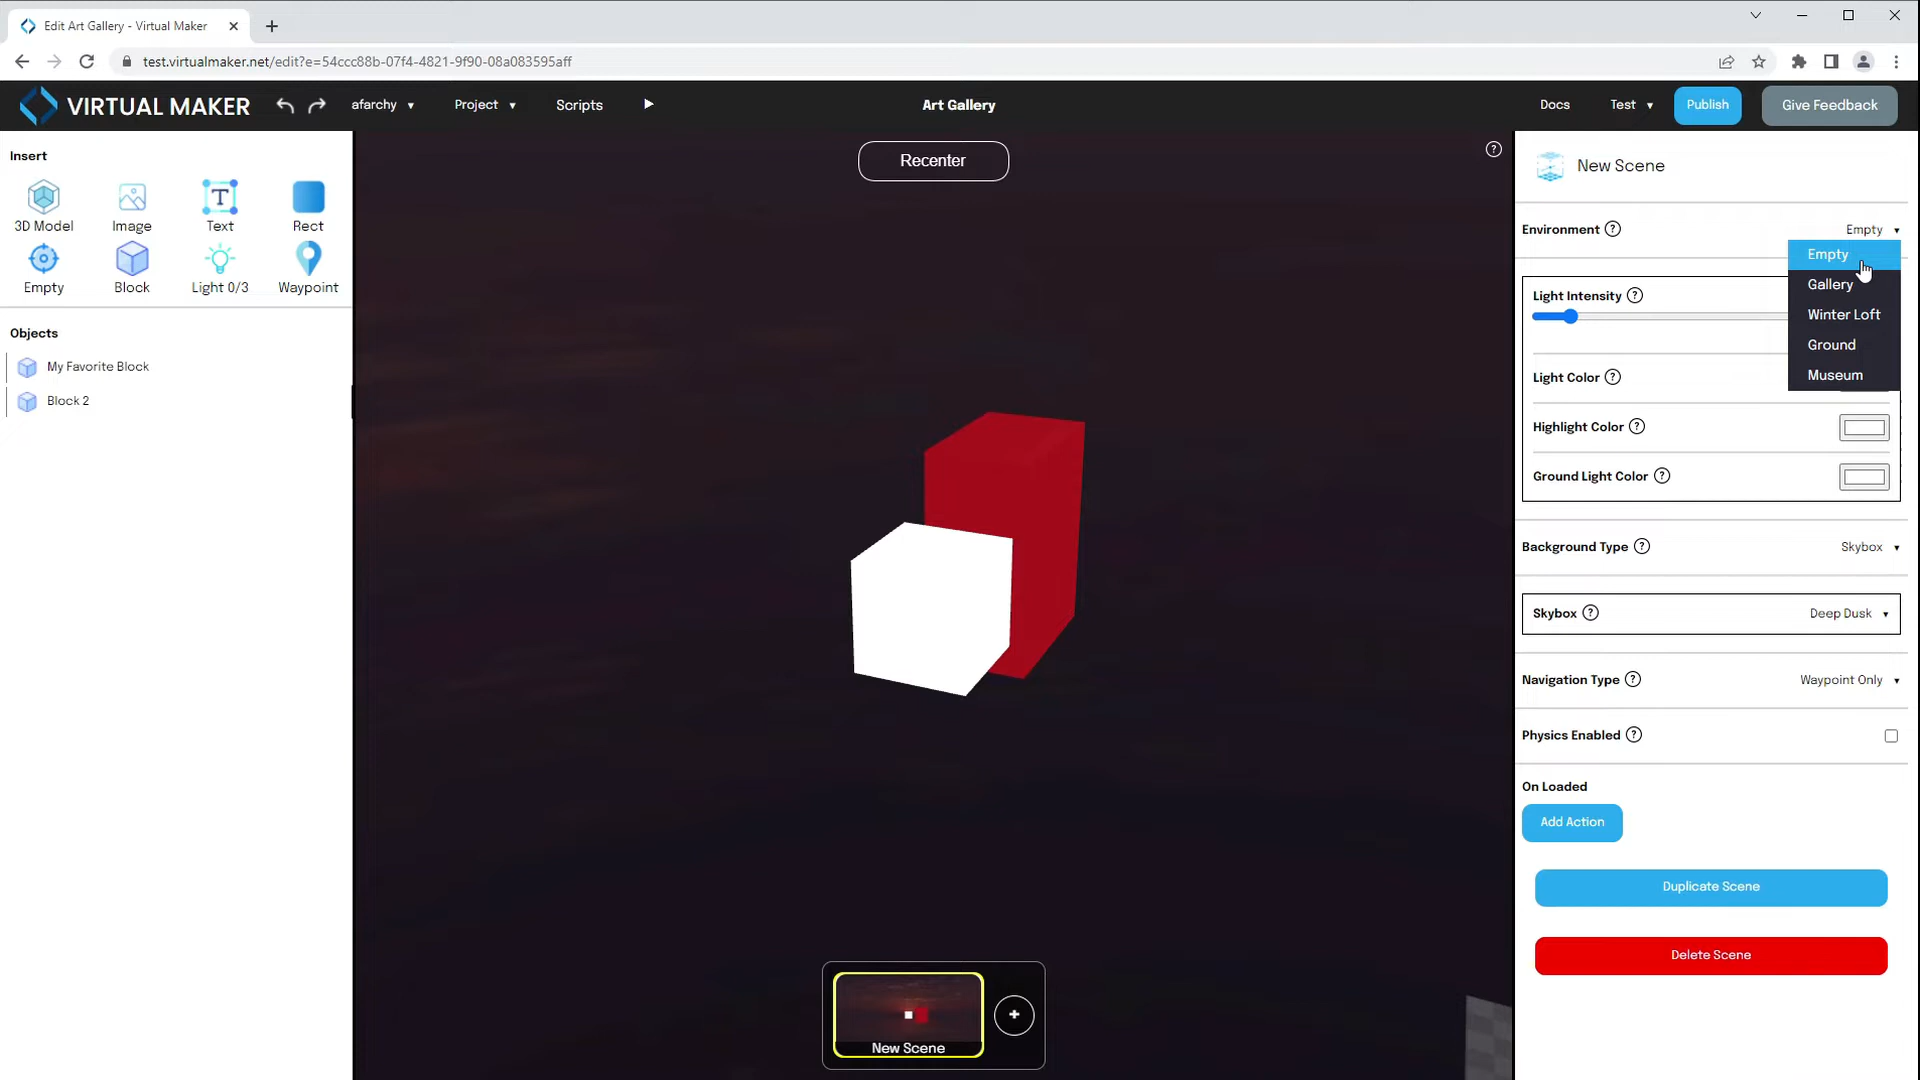 Edit Art Gallery - Virtual Maker
test.virtualmaker.net/edit?e=54ccc88b-07f4-4821-9f90-08a083595aff
VIRTUAL MAKER
afarchy
Project
Scripts
Art Gallery
Docs
Test
Publish
Give Feedback
Insert
3D Model
Image
Text
Rect
Empty
Block
Light 0/3
Waypoint
Objects
My Favorite Block
Block 2
Recenter
New Scene
New Scene
Environment
Empty
Empty
Gallery
Winter Loft
Ground
Museum
Light Intensity
Light Color
Highlight Color
Ground Light Color
Background Type
Skybox
Skybox
Deep Dusk
Navigation Type
Waypoint Only
Physics Enabled
On Loaded
Add Action
Duplicate Scene
Delete Scene